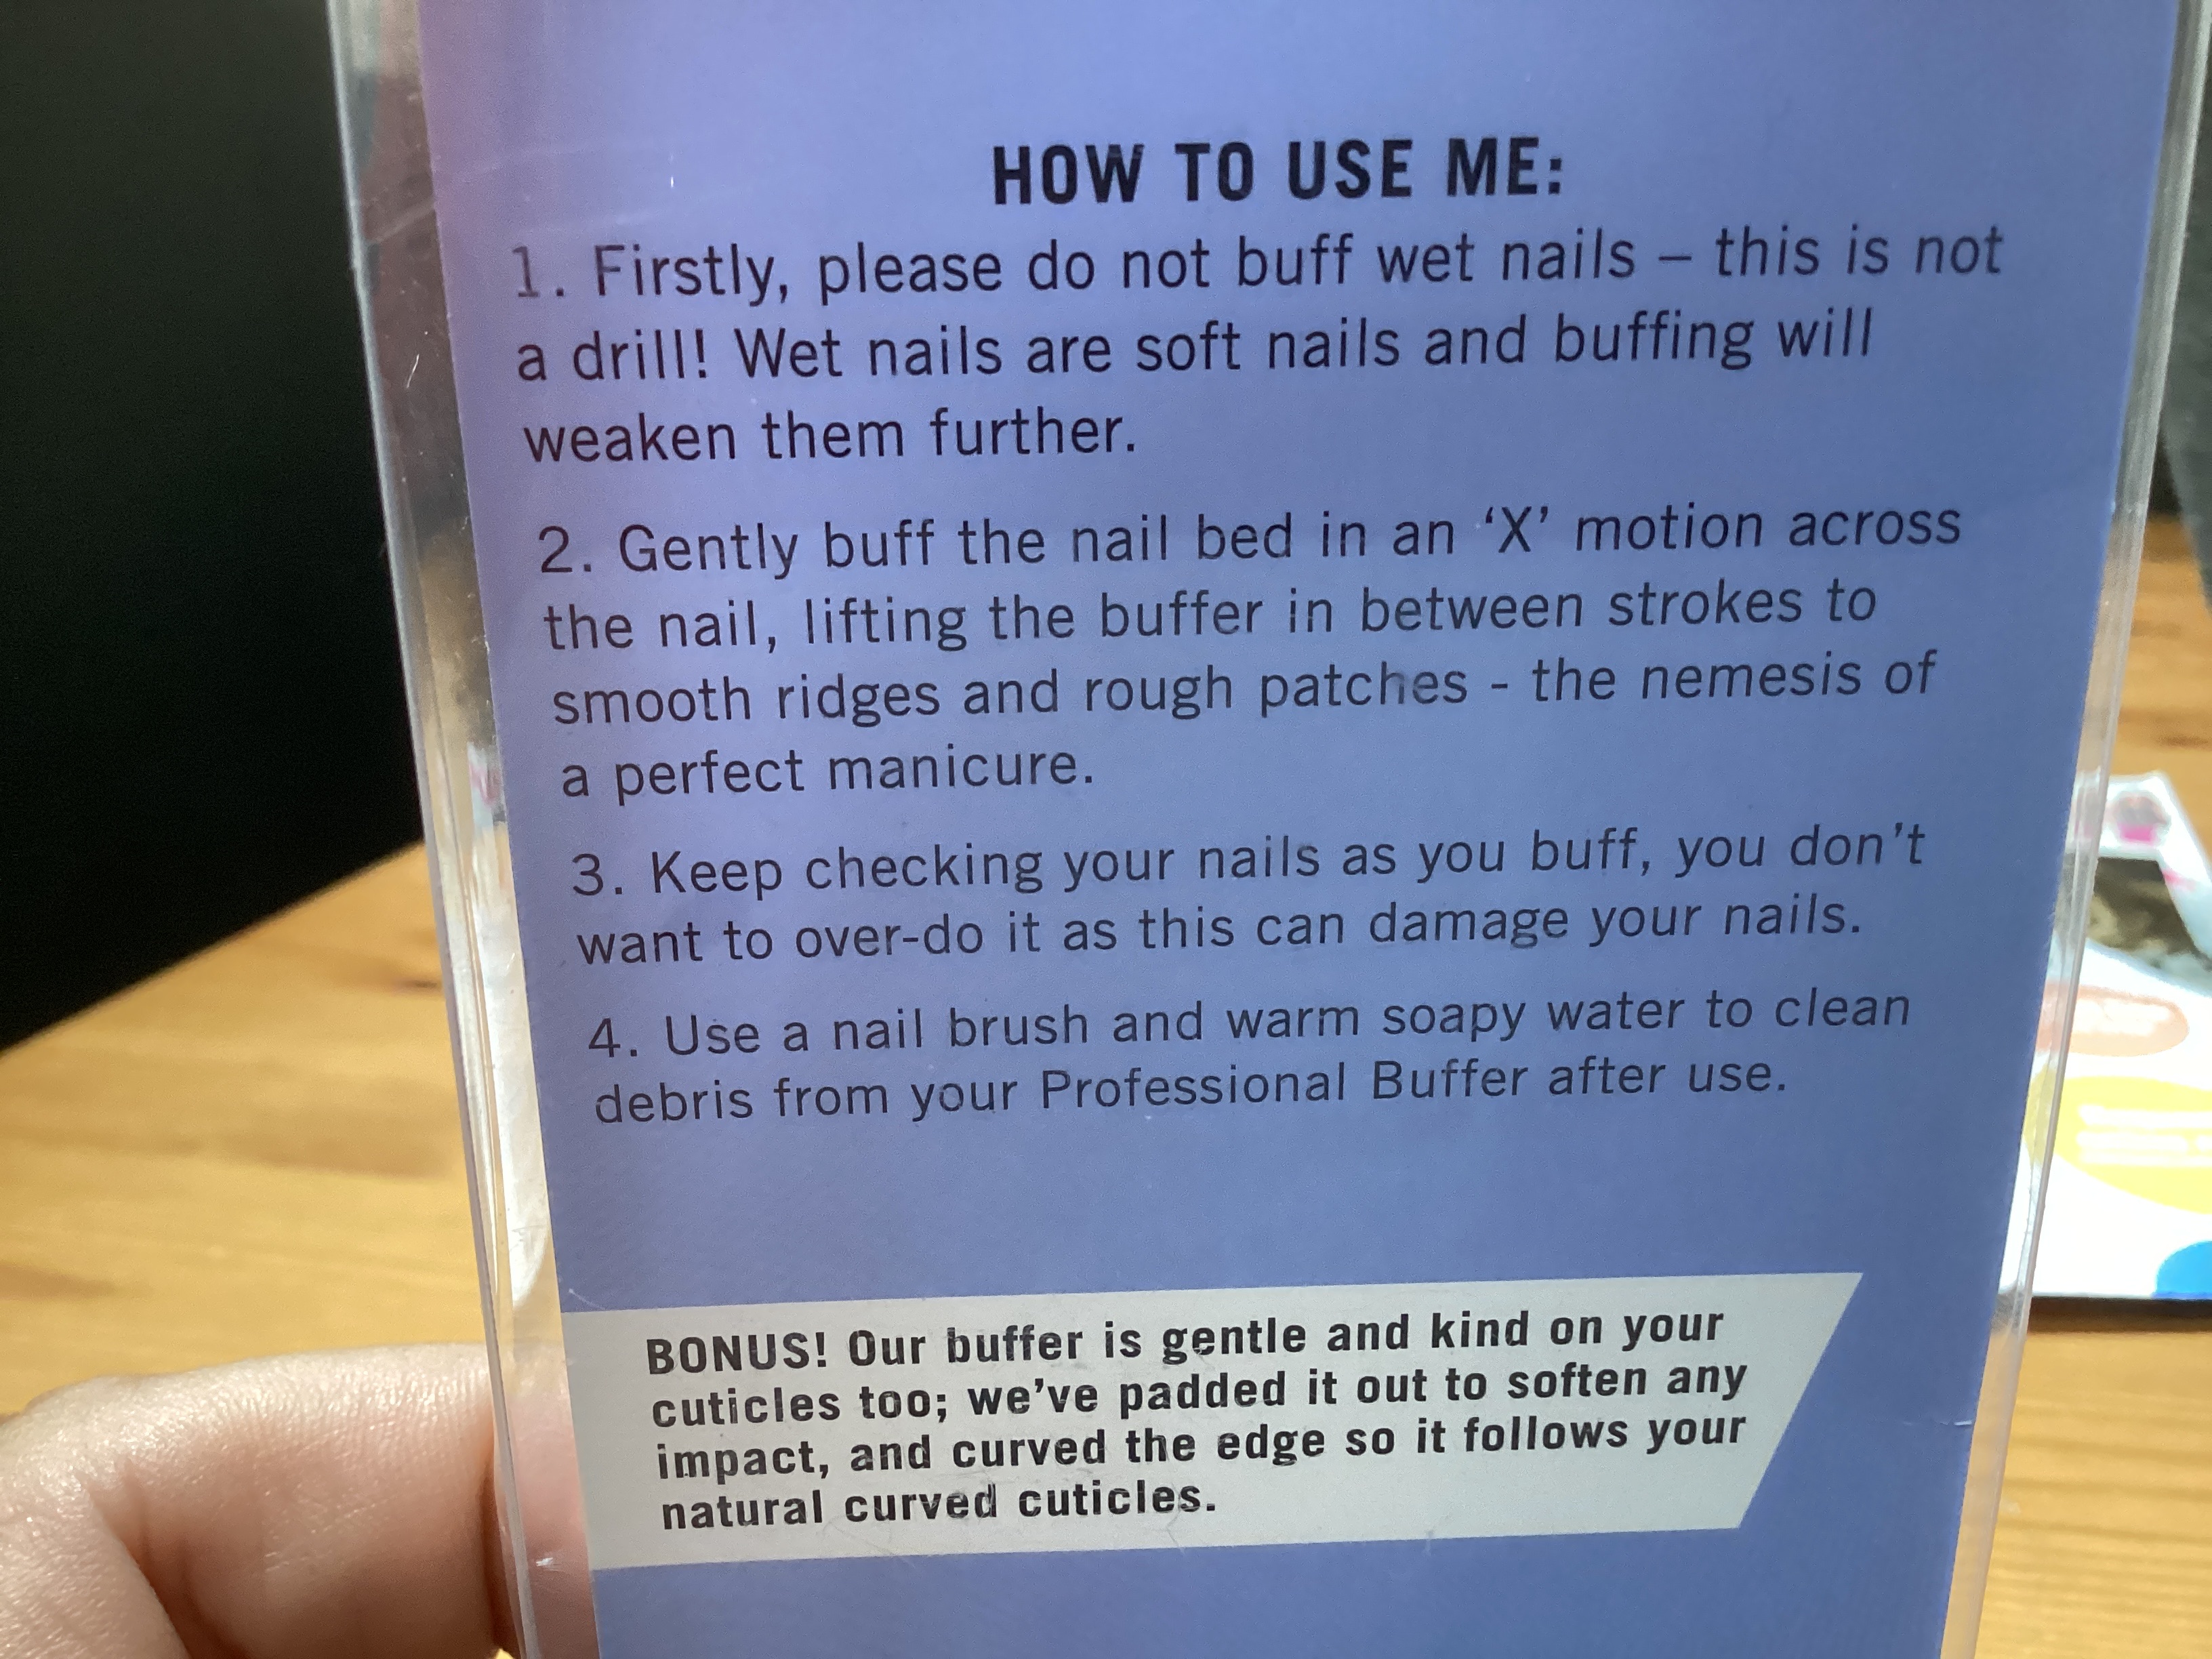 HOW TO USE ME:
1. Firstly, please do not buff wet nails – this is not
a drill! Wet nails are soft nails and buffing will
weaken them further.
2. Gently buff the nail bed in an ‘X’ motion across
the nail, lifting the buffer in between strokes to
smooth ridges and rough patches - the nemesis of
a perfect manicure.
3. Keep checking your nails as you buff, you don’t
want to over-do it as this can damage your nails.
4. Use a nail brush and warm soapy water to clean
debris from your Professional Buffer after use.
BONUS! Our buffer is gentle and kind on your
cuticles too; we’ve padded it out to soften any
impact, and curved the edge so it follows your
natural curved cuticles.